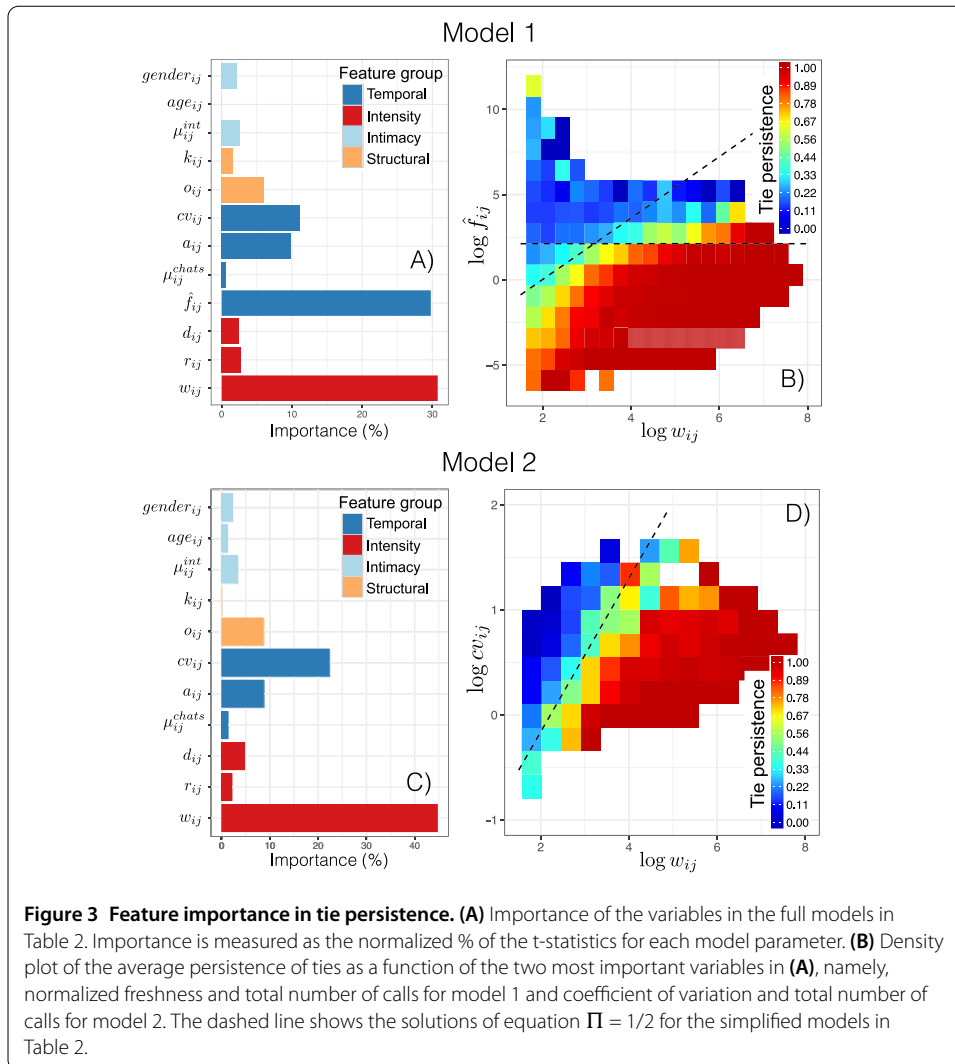 Model 1
gender_ij
age_ij
μ_ij^int
k_ij
o_ij
cv_ij
a_ij
μ_ij^chats
f̂_ij
d_ij
r_ij
w_ij
Feature group
Temporal
Intensity
Intimacy
Structural
A)
0 10 20 30
Importance (%)
log f̂_ij
10
5
0
−5
Tie persistence
1.00
0.89
0.78
0.67
0.56
0.44
0.33
0.22
0.11
0.00
B)
2 4 6 8
log w_ij
Model 2
gender_ij
age_ij
μ_ij^int
k_ij
o_ij
cv_ij
a_ij
μ_ij^chats
d_ij
r_ij
w_ij
Feature group
Temporal
Intensity
Intimacy
Structural
C)
0 10 20 30 40
Importance (%)
log cv_ij
2
1
0
−1
D)
Tie persistence
1.00
0.89
0.78
0.67
0.56
0.44
0.33
0.22
0.11
0.00
2 4 6 8
log w_ij
Figure 3 Feature importance in tie persistence. (A) Importance of the variables in the full models in
Table 2. Importance is measured as the normalized % of the t-statistics for each model parameter. (B) Density
plot of the average persistence of ties as a function of the two most important variables in (A), namely,
normalized freshness and total number of calls for model 1 and coefficient of variation and total number of
calls for model 2. The dashed line shows the solutions of equation Π = 1/2 for the simplified models in
Table 2.